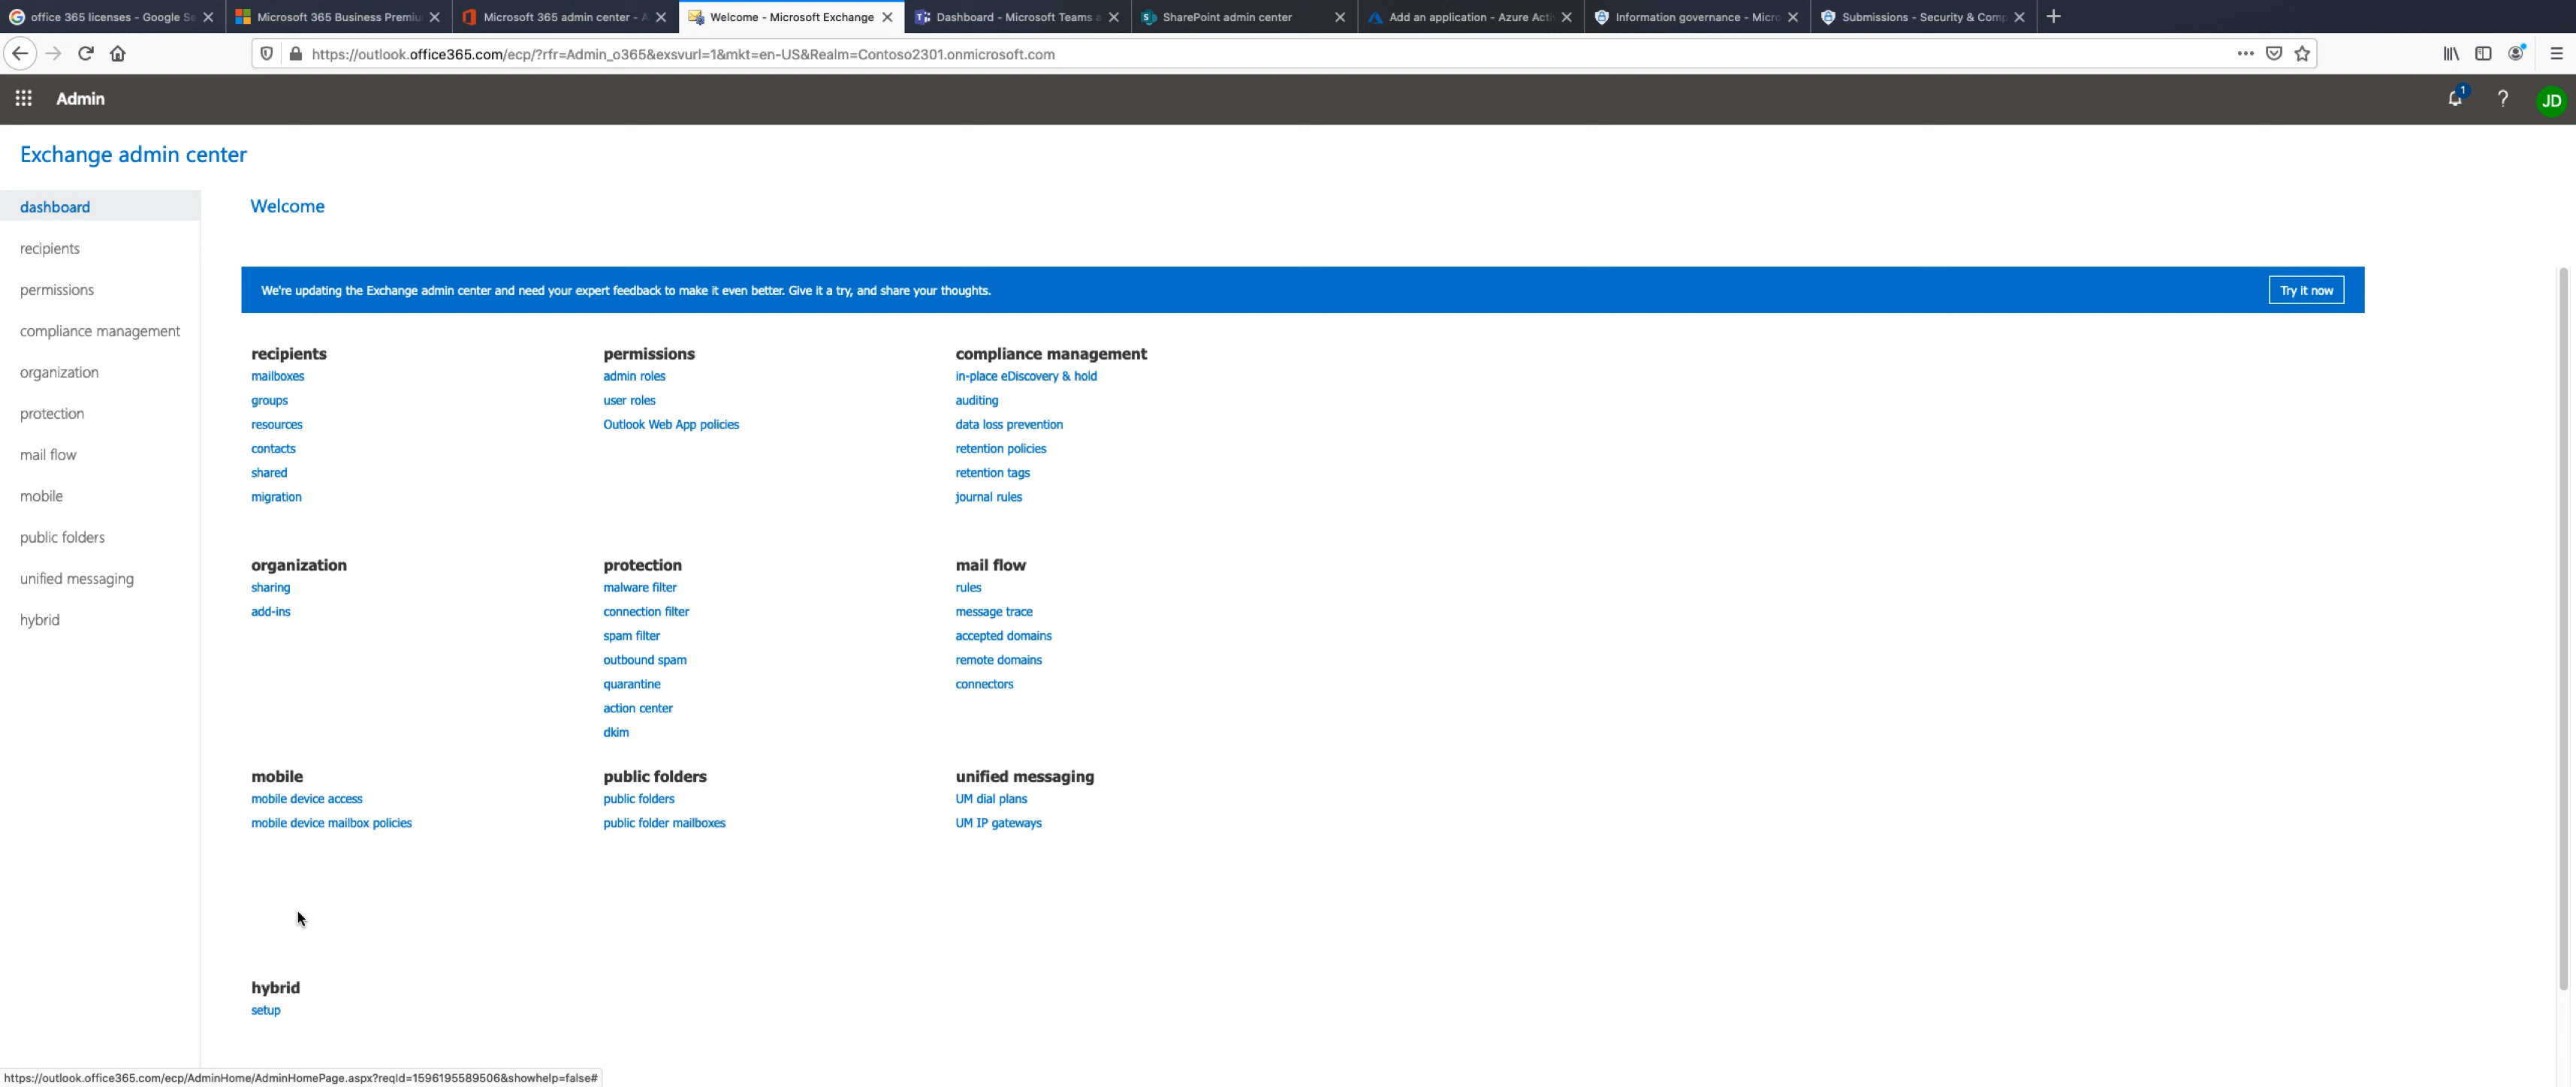 office 365 licenses - Google Se
Microsoft 365 Business Premiu
Microsoft 365 admin center - A
Welcome - Microsoft Exchange
Dashboard - Microsoft Teams a
SharePoint admin center
Add an application - Azure Acti
Information governance - Micro
Submissions - Security & Comp
https://outlook.office365.com/ecp/?rfr=Admin_o365&exsvurl=1&mkt=en-US&Realm=Contoso2301.onmicrosoft.com
Admin
1
?
JD
Exchange admin center
dashboard
recipients
permissions
compliance management
organization
protection
mail flow
mobile
public folders
unified messaging
hybrid
Welcome
We're updating the Exchange admin center and need your expert feedback to make it even better. Give it a try, and share your thoughts.
Try it now
recipients
mailboxes
groups
resources
contacts
shared
migration
permissions
admin roles
user roles
Outlook Web App policies
compliance management
in-place eDiscovery & hold
auditing
data loss prevention
retention policies
retention tags
journal rules
organization
sharing
add-ins
protection
malware filter
connection filter
spam filter
outbound spam
quarantine
action center
dkim
mail flow
rules
message trace
accepted domains
remote domains
connectors
mobile
mobile device access
mobile device mailbox policies
public folders
public folders
public folder mailboxes
unified messaging
UM dial plans
UM IP gateways
hybrid
setup
https://outlook.office365.com/ecp/AdminHome/AdminHomePage.aspx?reqId=1596195589506&showhelp=false#